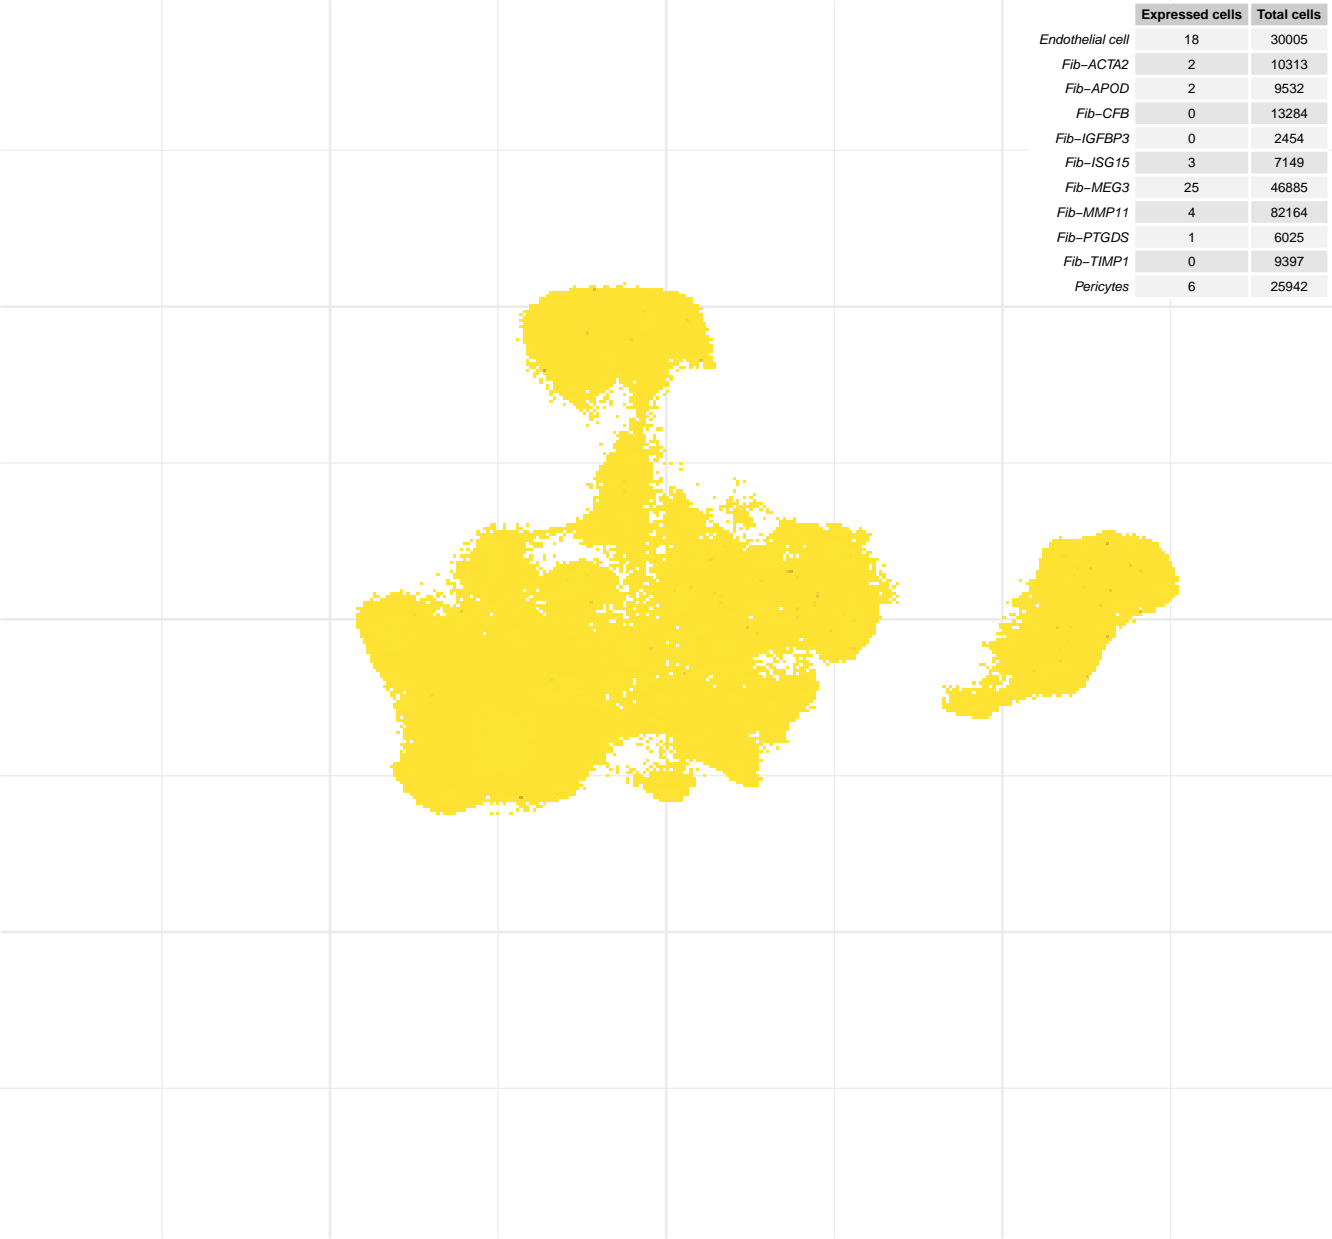 Expressed cells Total cells
Endothelial cell 18 30005
Fib−ACTA2 2 10313
Fib−APOD 2 9532
Fib−CFB 0 13284
Fib−IGFBP3 0 2454
Fib−ISG15 3 7149
Fib−MEG3 25 46885
Fib−MMP11 4 82164
Fib−PTGDS 1 6025
Fib−TIMP1 0 9397
Pericytes 6 25942